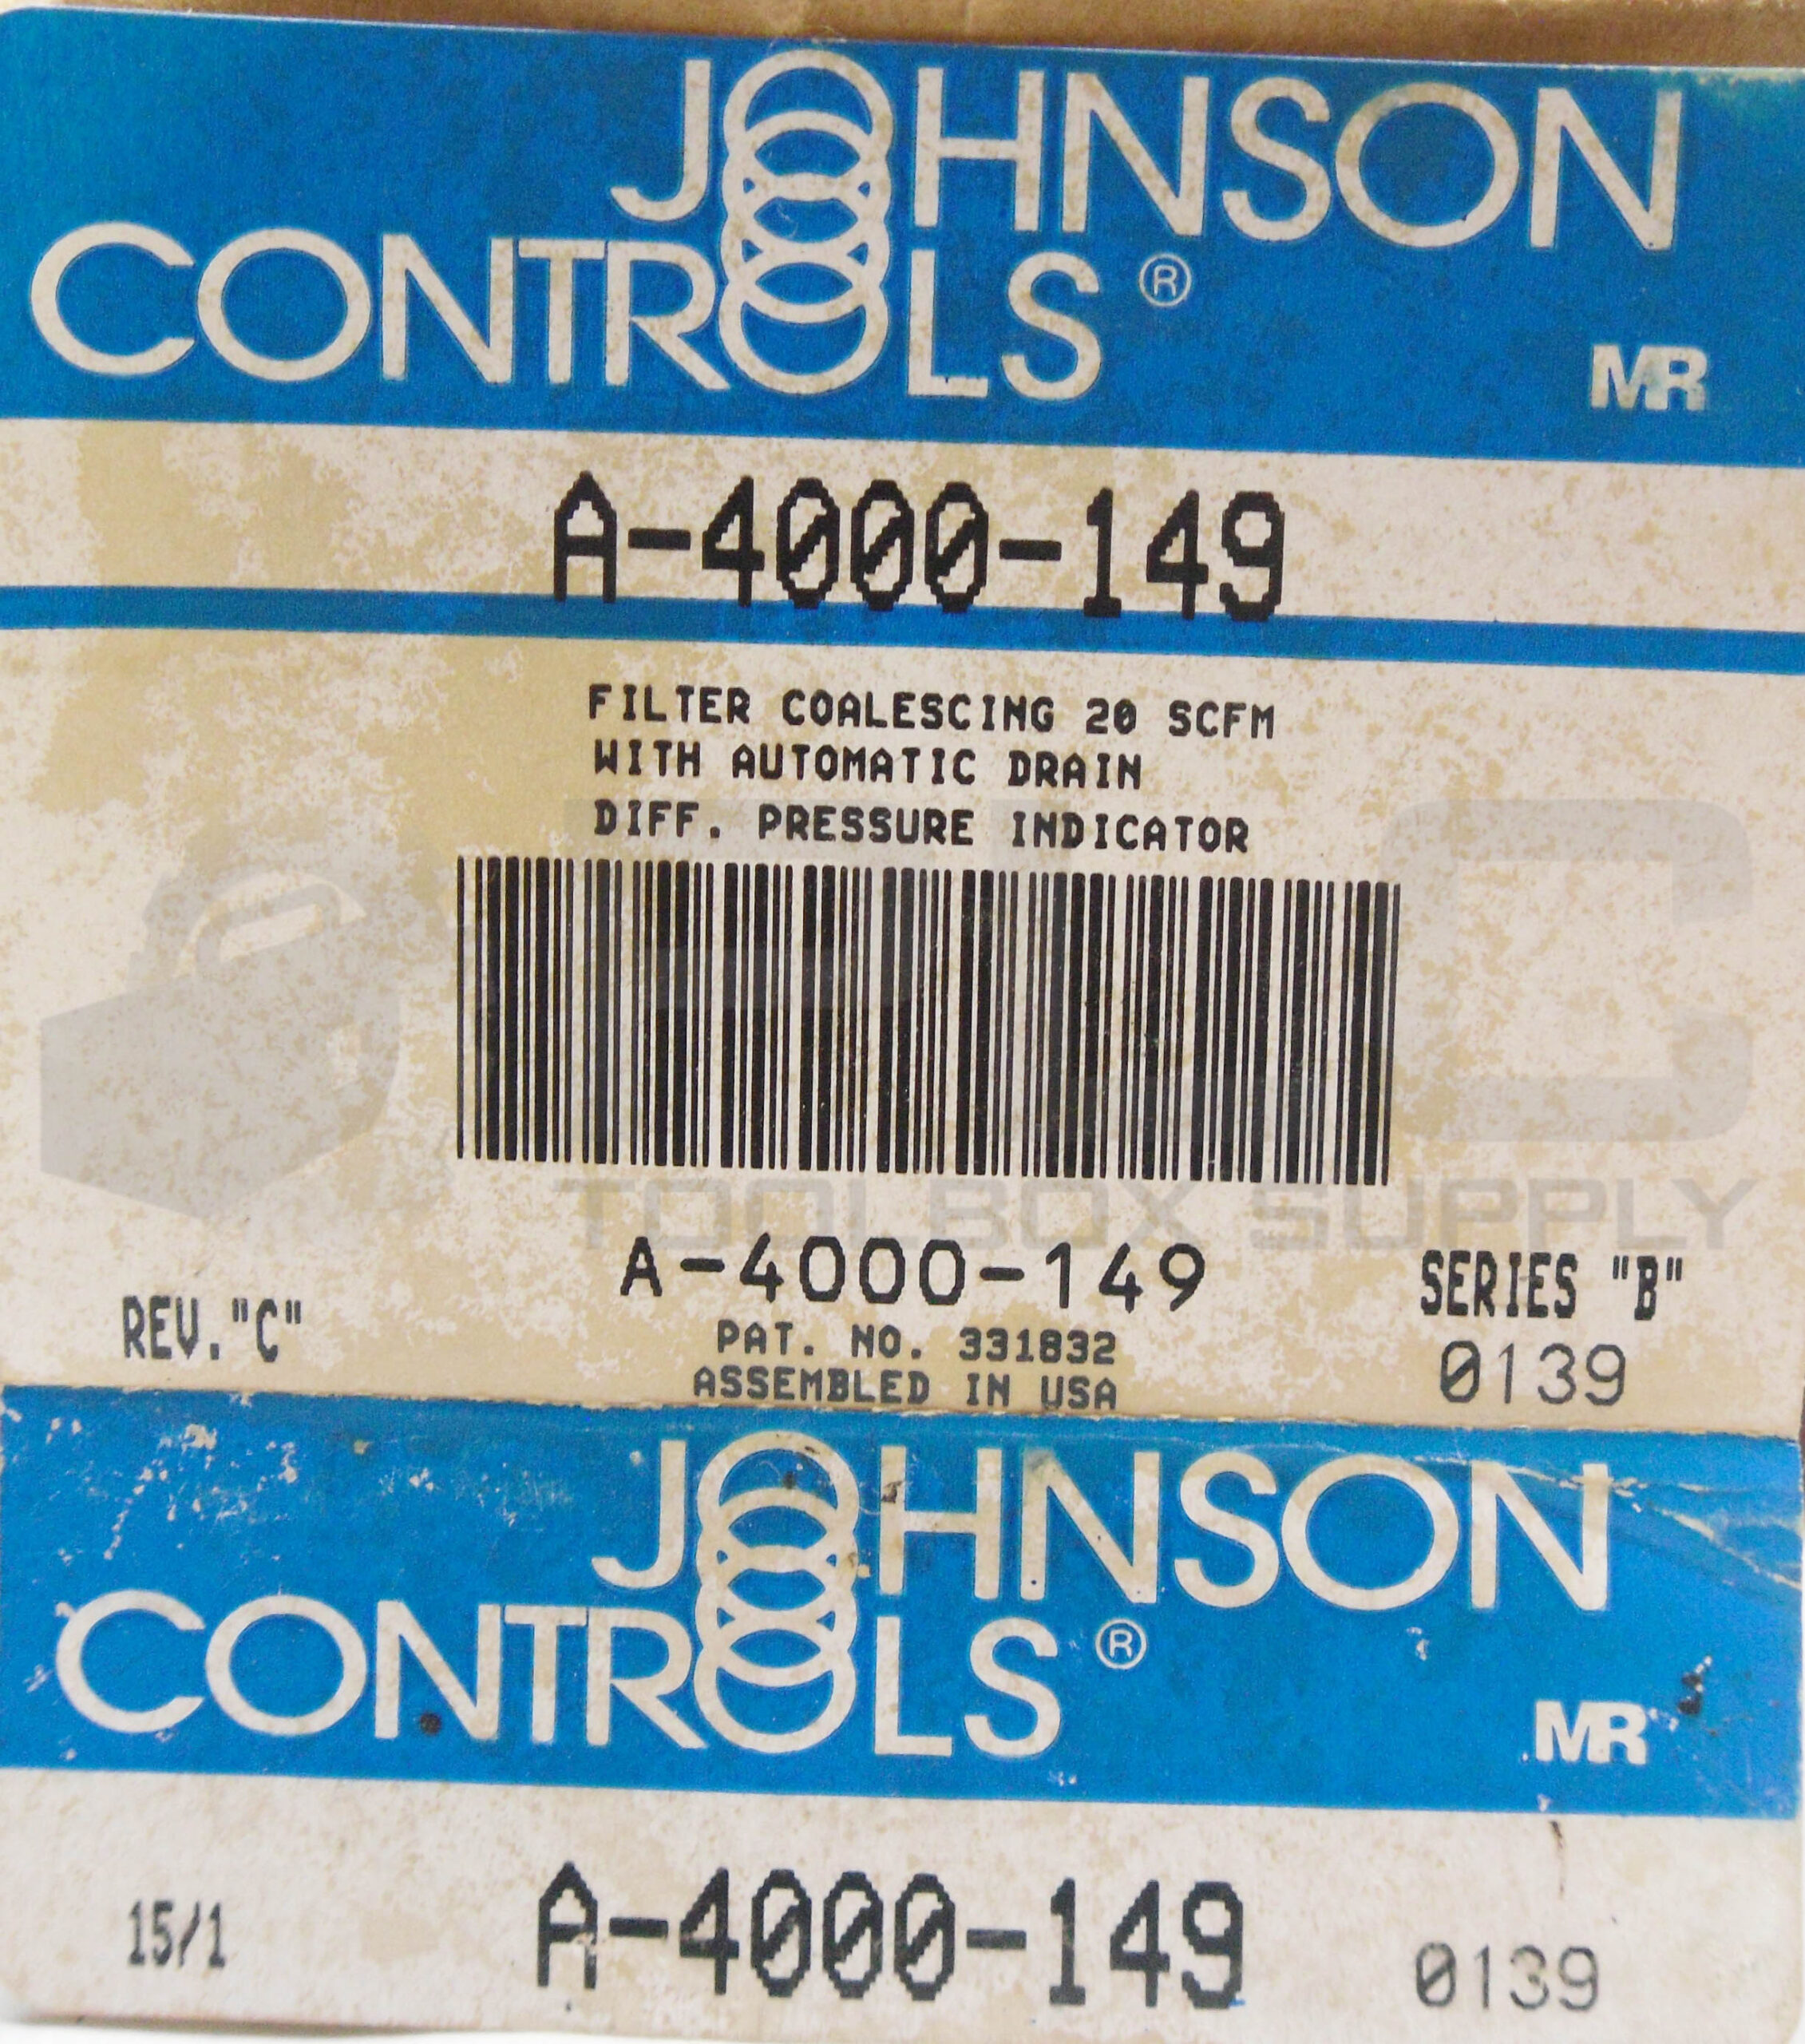 JOHNSON
CONTROLS®
MR
A-4000-149
FILTER COALESCING 20 SCFM
WITH AUTOMATIC DRAIN
DIFF. PRESSURE INDICATOR
TOOLBOX SUPPLY
A-4000-149
REV."C"
SERIES "B"
PAT. NO. 331832
0139
ASSEMBLED IN USA
JOHNSON
CONTROLS®
MR
15/1
A-4000-149
0139